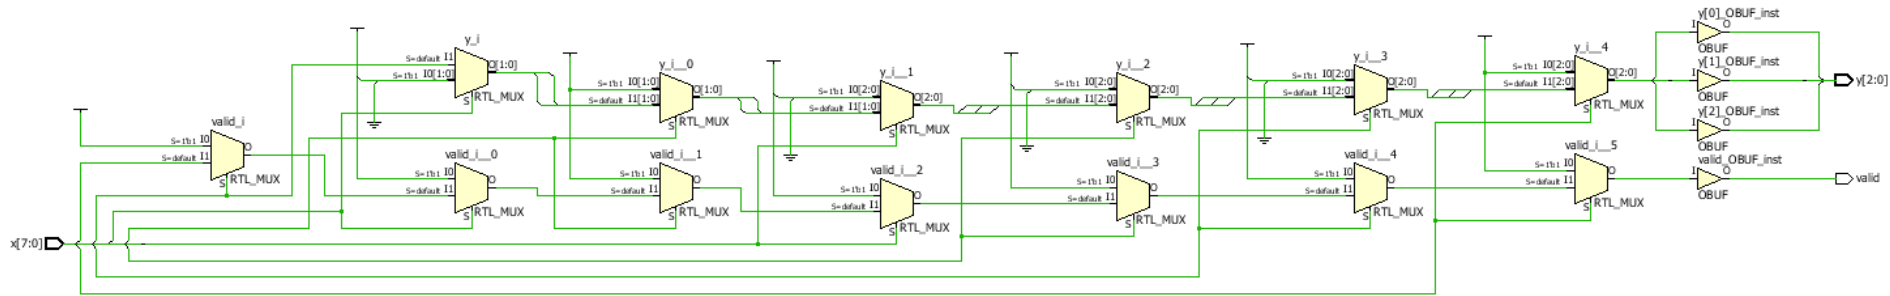 y_i
S=default I1
S=1'b1 I0[1:0]
O[1:0]
S
RTL_MUX
y_i__0
S=1'b1 I0[1:0]
S=default I1[1:0]
O[1:0]
S
RTL_MUX
y_i__1
S=1'b1 I0[2:0]
S=default I1[1:0]
O[2:0]
S
RTL_MUX
y_i__2
S=1'b1 I0[2:0]
S=default I1[2:0]
O[2:0]
S
RTL_MUX
y_i__3
S=1'b1 I0[2:0]
S=default I1[2:0]
O[2:0]
S
RTL_MUX
y_i__4
S=1'b1 I0[2:0]
S=default I1[2:0]
O[2:0]
S
RTL_MUX
y[0]_OBUF_inst
I
O
OBUF
y[1]_OBUF_inst
I
O
OBUF
y[2]_OBUF_inst
I
O
OBUF
y[2:0]
valid_i
S=1'b1 I0
S=default I1
O
S
RTL_MUX
valid_i__0
S=1'b1 I0
S=default I1
O
S
RTL_MUX
valid_i__1
S=1'b1 I0
S=default I1
O
S
RTL_MUX
valid_i__2
S=1'b1 I0
S=default I1
O
S
RTL_MUX
valid_i__3
S=1'b1 I0
S=default I1
O
S
RTL_MUX
valid_i__4
S=1'b1 I0
S=default I1
O
S
RTL_MUX
valid_i__5
S=1'b1 I0
S=default I1
O
S
RTL_MUX
valid_OBUF_inst
I
O
OBUF
valid
x[7:0]